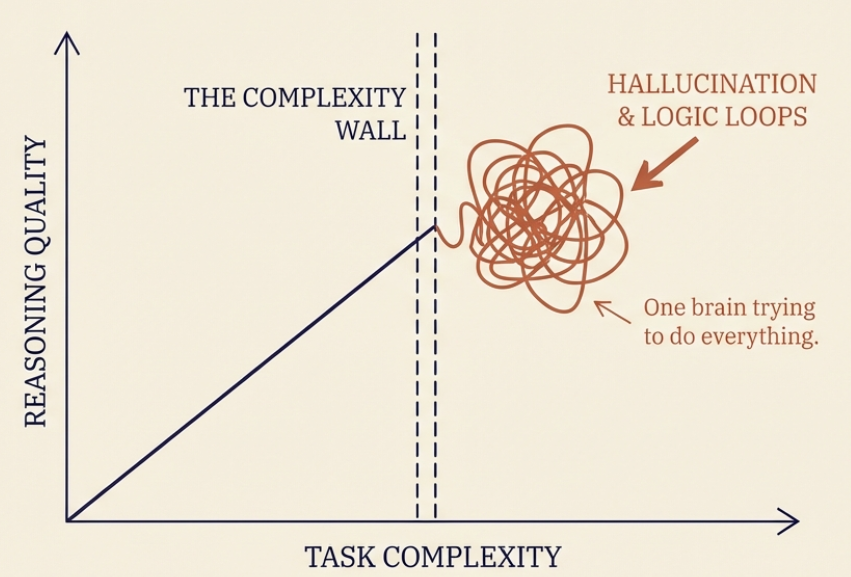 THE COMPLEXITY
WALL
HALLUCINATION
& LOGIC LOOPS
One brain trying
to do everything.
REASONING QUALITY
TASK COMPLEXITY